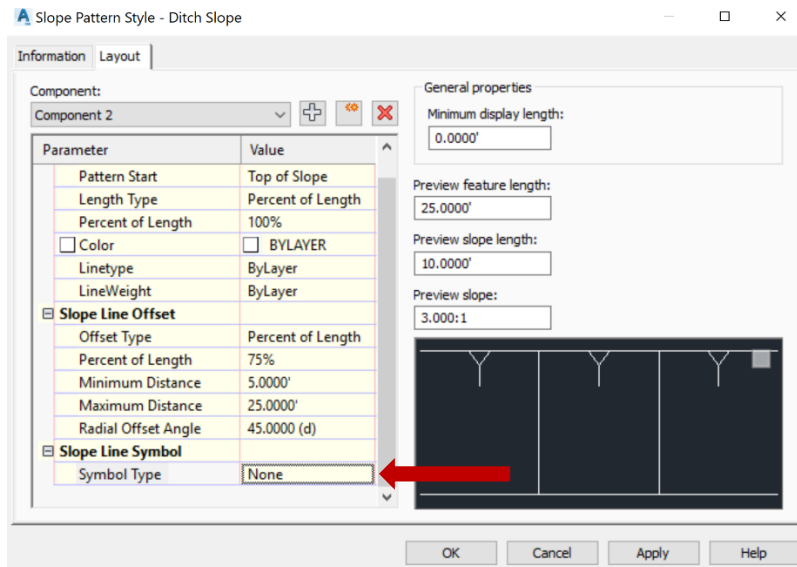 Slope Pattern Style - Ditch Slope
Information Layout
Component:
Component 2
Parameter Value
Pattern Start Top of Slope
Length Type Percent of Length
Percent of Length 100%
Color BYLAYER
Linetype ByLayer
LineWeight ByLayer
Slope Line Offset
Offset Type Percent of Length
Percent of Length 75%
Minimum Distance 5.0000'
Maximum Distance 25.0000'
Radial Offset Angle 45.0000 (d)
Slope Line Symbol
Symbol Type None
General properties
Minimum display length:
0.0000'
Preview feature length:
25.0000'
Preview slope length:
10.0000'
Preview slope:
3.000:1
OK Cancel Apply Help